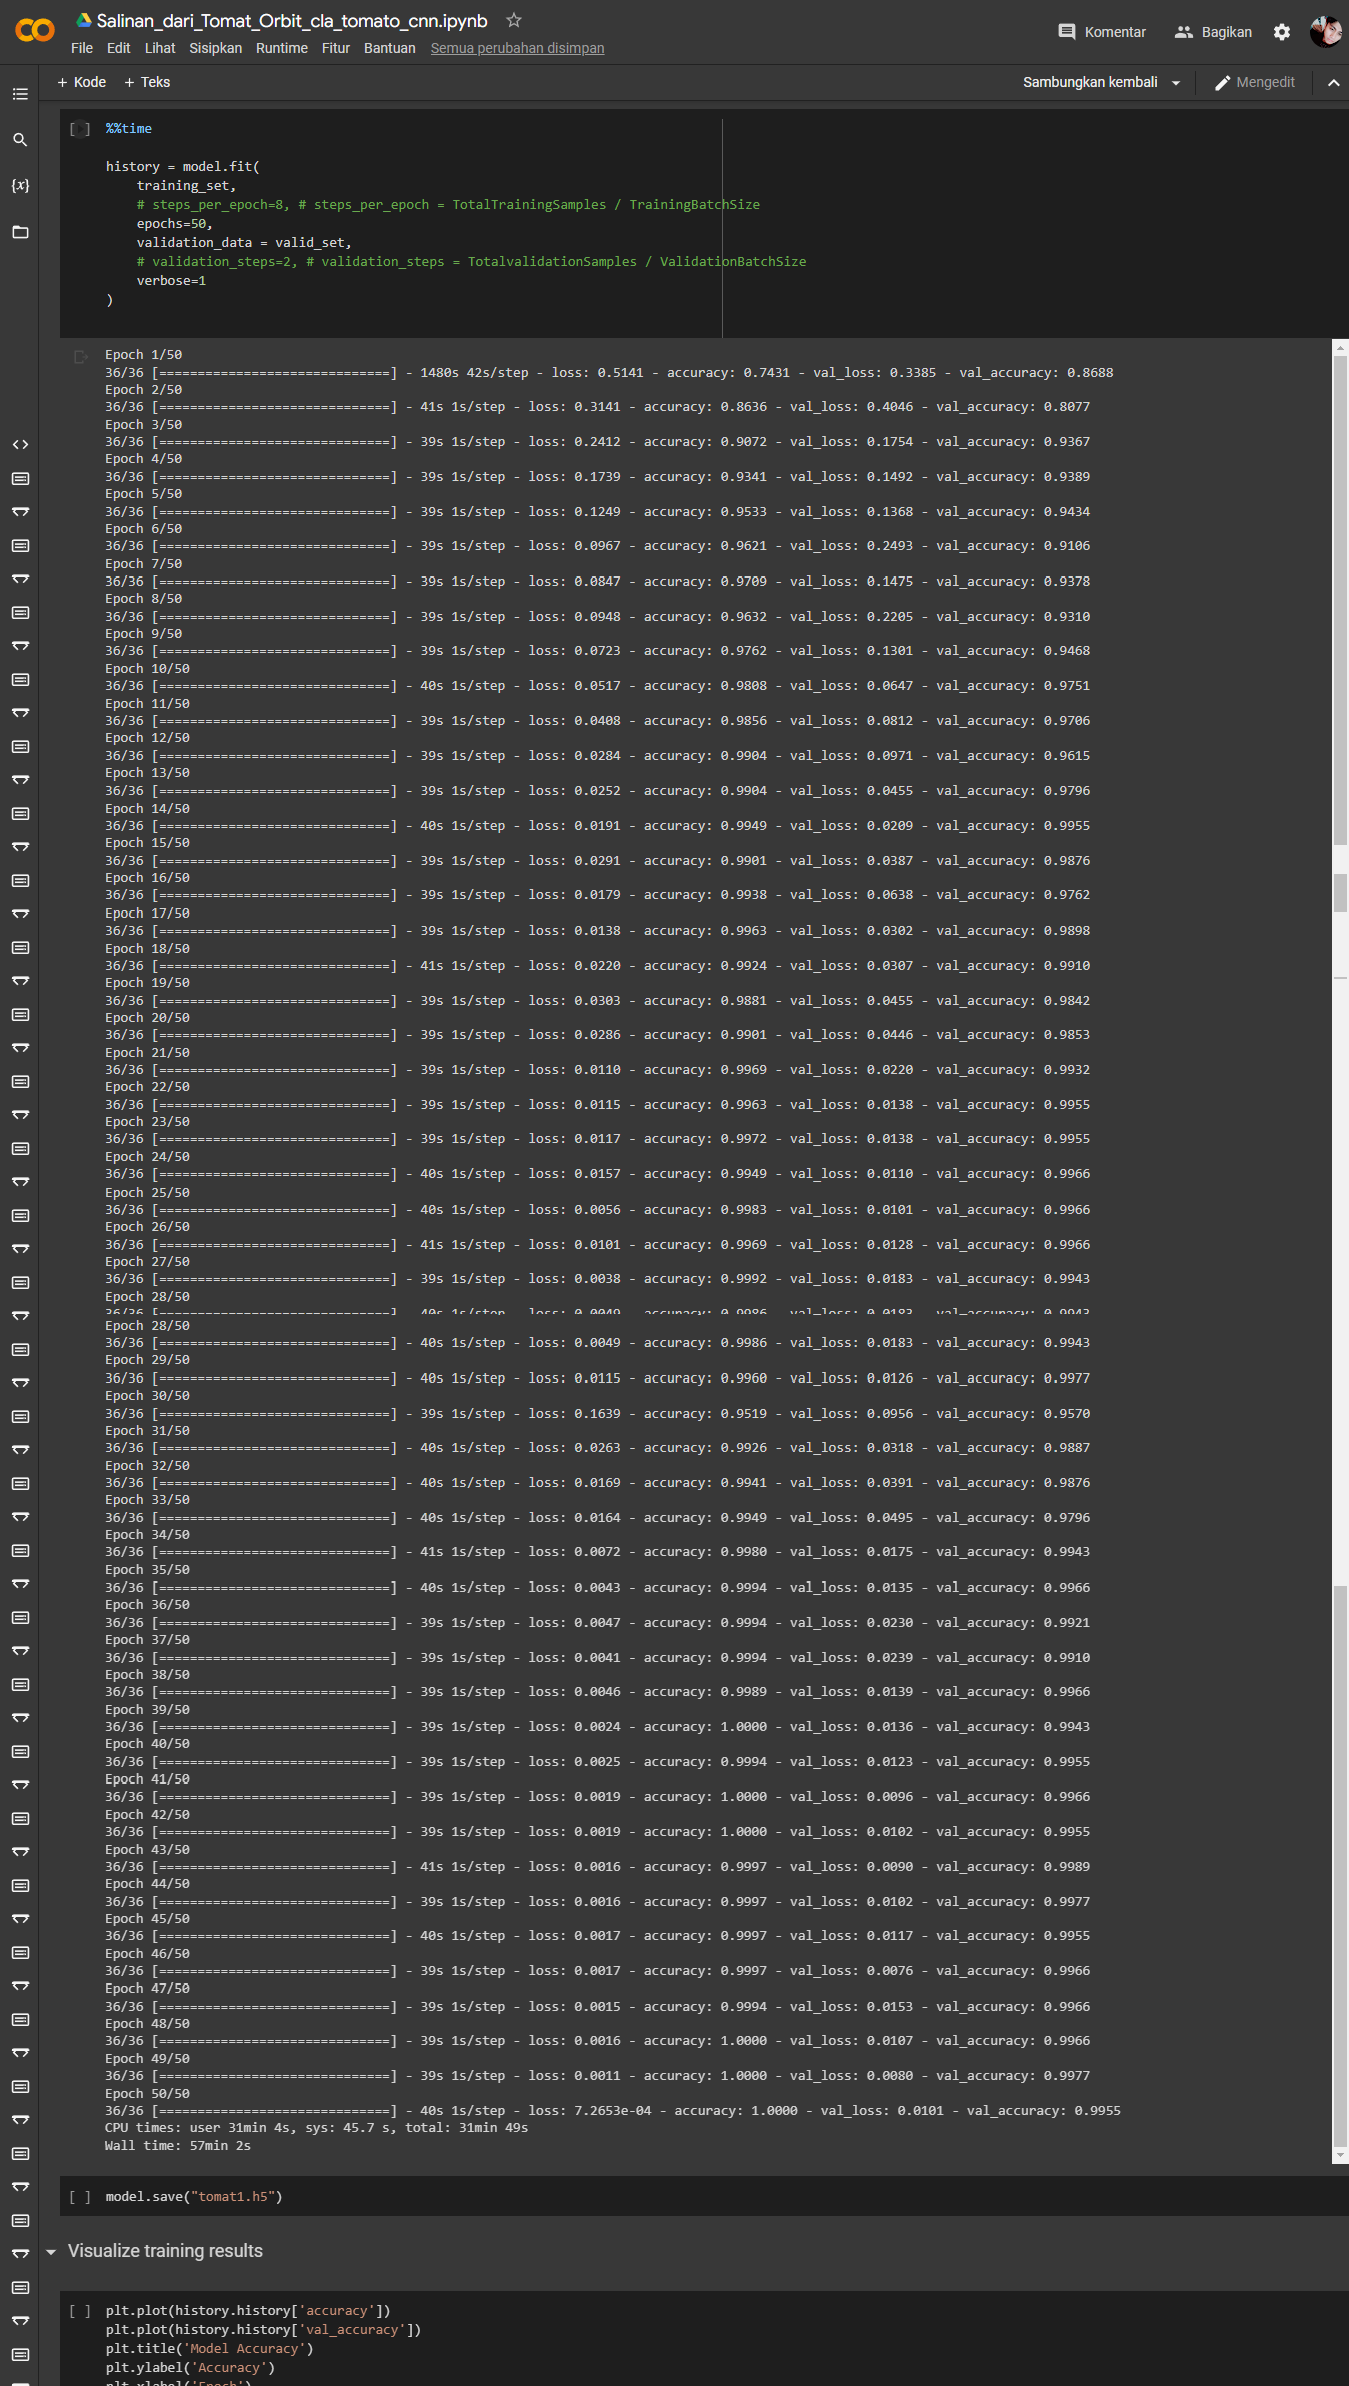 Salinan_dari_Tomat_Orbit_cla_tomato_cnn.ipynb
File Edit Lihat Sisipkan Runtime Fitur Bantuan Semua perubahan disimpan
Komentar Bagikan
+ Kode + Teks
Sambungkan kembali Mengedit
[ ] %%time
history = model.fit(
training_set,
# steps_per_epoch=8, # steps_per_epoch = TotalTrainingSamples / TrainingBatchSize
epochs=50,
validation_data = valid_set,
# validation_steps=2, # validation_steps = TotalvalidationSamples / ValidationBatchSize
verbose=1
)
Epoch 1/50
36/36 [==============================] - 1480s 42s/step - loss: 0.5141 - accuracy: 0.7431 - val_loss: 0.3385 - val_accuracy: 0.8688
Epoch 2/50
36/36 [==============================] - 41s 1s/step - loss: 0.3141 - accuracy: 0.8636 - val_loss: 0.4046 - val_accuracy: 0.8077
Epoch 3/50
36/36 [==============================] - 39s 1s/step - loss: 0.2412 - accuracy: 0.9072 - val_loss: 0.1754 - val_accuracy: 0.9367
Epoch 4/50
36/36 [==============================] - 39s 1s/step - loss: 0.1739 - accuracy: 0.9341 - val_loss: 0.1492 - val_accuracy: 0.9389
Epoch 5/50
36/36 [==============================] - 39s 1s/step - loss: 0.1249 - accuracy: 0.9533 - val_loss: 0.1368 - val_accuracy: 0.9434
Epoch 6/50
36/36 [==============================] - 39s 1s/step - loss: 0.0967 - accuracy: 0.9621 - val_loss: 0.2493 - val_accuracy: 0.9106
Epoch 7/50
36/36 [==============================] - 39s 1s/step - loss: 0.0847 - accuracy: 0.9709 - val_loss: 0.1475 - val_accuracy: 0.9378
Epoch 8/50
36/36 [==============================] - 39s 1s/step - loss: 0.0948 - accuracy: 0.9632 - val_loss: 0.2205 - val_accuracy: 0.9310
Epoch 9/50
36/36 [==============================] - 39s 1s/step - loss: 0.0723 - accuracy: 0.9762 - val_loss: 0.1301 - val_accuracy: 0.9468
Epoch 10/50
36/36 [==============================] - 40s 1s/step - loss: 0.0517 - accuracy: 0.9808 - val_loss: 0.0647 - val_accuracy: 0.9751
Epoch 11/50
36/36 [==============================] - 39s 1s/step - loss: 0.0408 - accuracy: 0.9856 - val_loss: 0.0812 - val_accuracy: 0.9706
Epoch 12/50
36/36 [==============================] - 39s 1s/step - loss: 0.0284 - accuracy: 0.9904 - val_loss: 0.0971 - val_accuracy: 0.9615
Epoch 13/50
36/36 [==============================] - 39s 1s/step - loss: 0.0252 - accuracy: 0.9904 - val_loss: 0.0455 - val_accuracy: 0.9796
Epoch 14/50
36/36 [==============================] - 40s 1s/step - loss: 0.0191 - accuracy: 0.9949 - val_loss: 0.0209 - val_accuracy: 0.9955
Epoch 15/50
36/36 [==============================] - 39s 1s/step - loss: 0.0291 - accuracy: 0.9901 - val_loss: 0.0387 - val_accuracy: 0.9876
Epoch 16/50
36/36 [==============================] - 39s 1s/step - loss: 0.0179 - accuracy: 0.9938 - val_loss: 0.0638 - val_accuracy: 0.9762
Epoch 17/50
36/36 [==============================] - 39s 1s/step - loss: 0.0138 - accuracy: 0.9963 - val_loss: 0.0302 - val_accuracy: 0.9898
Epoch 18/50
36/36 [==============================] - 41s 1s/step - loss: 0.0220 - accuracy: 0.9924 - val_loss: 0.0307 - val_accuracy: 0.9910
Epoch 19/50
36/36 [==============================] - 39s 1s/step - loss: 0.0303 - accuracy: 0.9881 - val_loss: 0.0455 - val_accuracy: 0.9842
Epoch 20/50
36/36 [==============================] - 39s 1s/step - loss: 0.0286 - accuracy: 0.9901 - val_loss: 0.0446 - val_accuracy: 0.9853
Epoch 21/50
36/36 [==============================] - 39s 1s/step - loss: 0.0110 - accuracy: 0.9969 - val_loss: 0.0220 - val_accuracy: 0.9932
Epoch 22/50
36/36 [==============================] - 39s 1s/step - loss: 0.0115 - accuracy: 0.9963 - val_loss: 0.0138 - val_accuracy: 0.9955
Epoch 23/50
36/36 [==============================] - 39s 1s/step - loss: 0.0117 - accuracy: 0.9972 - val_loss: 0.0138 - val_accuracy: 0.9955
Epoch 24/50
36/36 [==============================] - 40s 1s/step - loss: 0.0157 - accuracy: 0.9949 - val_loss: 0.0110 - val_accuracy: 0.9966
Epoch 25/50
36/36 [==============================] - 40s 1s/step - loss: 0.0056 - accuracy: 0.9983 - val_loss: 0.0101 - val_accuracy: 0.9966
Epoch 26/50
36/36 [==============================] - 41s 1s/step - loss: 0.0101 - accuracy: 0.9969 - val_loss: 0.0128 - val_accuracy: 0.9966
Epoch 27/50
36/36 [==============================] - 39s 1s/step - loss: 0.0038 - accuracy: 0.9992 - val_loss: 0.0183 - val_accuracy: 0.9943
Epoch 28/50
36/36 [==============================] - 40s 1s/step - loss: 0.0049 - accuracy: 0.9986 - val_loss: 0.0183 - val_accuracy: 0.9943
Epoch 28/50
36/36 [==============================] - 40s 1s/step - loss: 0.0049 - accuracy: 0.9986 - val_loss: 0.0183 - val_accuracy: 0.9943
Epoch 29/50
36/36 [==============================] - 40s 1s/step - loss: 0.0115 - accuracy: 0.9960 - val_loss: 0.0126 - val_accuracy: 0.9977
Epoch 30/50
36/36 [==============================] - 39s 1s/step - loss: 0.1639 - accuracy: 0.9519 - val_loss: 0.0956 - val_accuracy: 0.9570
Epoch 31/50
36/36 [==============================] - 40s 1s/step - loss: 0.0263 - accuracy: 0.9926 - val_loss: 0.0318 - val_accuracy: 0.9887
Epoch 32/50
36/36 [==============================] - 40s 1s/step - loss: 0.0169 - accuracy: 0.9941 - val_loss: 0.0391 - val_accuracy: 0.9876
Epoch 33/50
36/36 [==============================] - 40s 1s/step - loss: 0.0164 - accuracy: 0.9949 - val_loss: 0.0495 - val_accuracy: 0.9796
Epoch 34/50
36/36 [==============================] - 41s 1s/step - loss: 0.0072 - accuracy: 0.9980 - val_loss: 0.0175 - val_accuracy: 0.9943
Epoch 35/50
36/36 [==============================] - 40s 1s/step - loss: 0.0043 - accuracy: 0.9994 - val_loss: 0.0135 - val_accuracy: 0.9966
Epoch 36/50
36/36 [==============================] - 39s 1s/step - loss: 0.0047 - accuracy: 0.9994 - val_loss: 0.0230 - val_accuracy: 0.9921
Epoch 37/50
36/36 [==============================] - 39s 1s/step - loss: 0.0041 - accuracy: 0.9994 - val_loss: 0.0239 - val_accuracy: 0.9910
Epoch 38/50
36/36 [==============================] - 39s 1s/step - loss: 0.0046 - accuracy: 0.9989 - val_loss: 0.0139 - val_accuracy: 0.9966
Epoch 39/50
36/36 [==============================] - 39s 1s/step - loss: 0.0024 - accuracy: 1.0000 - val_loss: 0.0136 - val_accuracy: 0.9943
Epoch 40/50
36/36 [==============================] - 39s 1s/step - loss: 0.0025 - accuracy: 0.9994 - val_loss: 0.0123 - val_accuracy: 0.9955
Epoch 41/50
36/36 [==============================] - 39s 1s/step - loss: 0.0019 - accuracy: 1.0000 - val_loss: 0.0096 - val_accuracy: 0.9966
Epoch 42/50
36/36 [==============================] - 39s 1s/step - loss: 0.0019 - accuracy: 1.0000 - val_loss: 0.0102 - val_accuracy: 0.9955
Epoch 43/50
36/36 [==============================] - 41s 1s/step - loss: 0.0016 - accuracy: 0.9997 - val_loss: 0.0090 - val_accuracy: 0.9989
Epoch 44/50
36/36 [==============================] - 39s 1s/step - loss: 0.0016 - accuracy: 0.9997 - val_loss: 0.0102 - val_accuracy: 0.9977
Epoch 45/50
36/36 [==============================] - 40s 1s/step - loss: 0.0017 - accuracy: 0.9997 - val_loss: 0.0117 - val_accuracy: 0.9955
Epoch 46/50
36/36 [==============================] - 39s 1s/step - loss: 0.0017 - accuracy: 0.9997 - val_loss: 0.0076 - val_accuracy: 0.9966
Epoch 47/50
36/36 [==============================] - 39s 1s/step - loss: 0.0015 - accuracy: 0.9994 - val_loss: 0.0153 - val_accuracy: 0.9966
Epoch 48/50
36/36 [==============================] - 39s 1s/step - loss: 0.0016 - accuracy: 1.0000 - val_loss: 0.0107 - val_accuracy: 0.9966
Epoch 49/50
36/36 [==============================] - 39s 1s/step - loss: 0.0011 - accuracy: 1.0000 - val_loss: 0.0080 - val_accuracy: 0.9977
Epoch 50/50
36/36 [==============================] - 40s 1s/step - loss: 7.2653e-04 - accuracy: 1.0000 - val_loss: 0.0101 - val_accuracy: 0.9955
CPU times: user 31min 4s, sys: 45.7 s, total: 31min 49s
Wall time: 57min 2s
[ ] model.save("tomat1.h5")
Visualize training results
[ ] plt.plot(history.history['accuracy'])
plt.plot(history.history['val_accuracy'])
plt.title('Model Accuracy')
plt.ylabel('Accuracy')
plt.xlabel('Epoch')